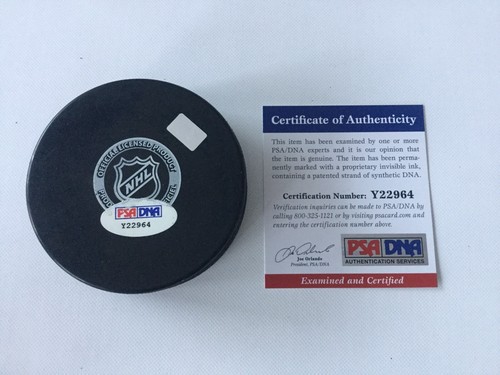 OFFICIAL LICENSED PRODUCT
NHL
PSA DNA
Y22964
Certificate of Authenticity
This item has been examined by one or more
PSA/DNA experts and it is our opinion that
the item is genuine. The item has been perma-
nently marked with a proprietary invisible ink,
containing a patented strand of synthetic DNA.
Certification Number: Y22964
Verification inquiries can be made to PSA/DNA by
calling 800-325-1121 or by visiting psacard.com and
entering the certification number above.
Joe Orlando
President, PSA/DNA
PSA DNA
AUTHENTICATION SERVICES
Examined and Certified